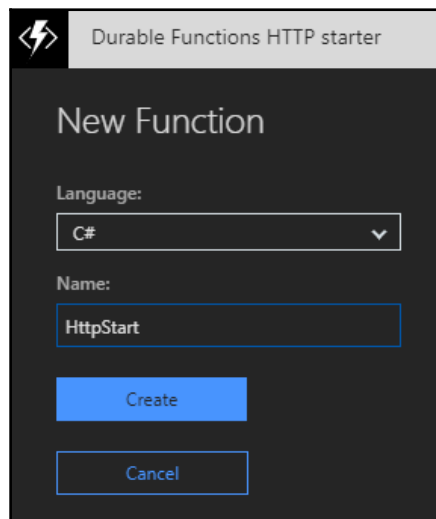 Durable Functions HTTP starter
New Function
Language:
C#
Name:
HttpStart
Create
Cancel